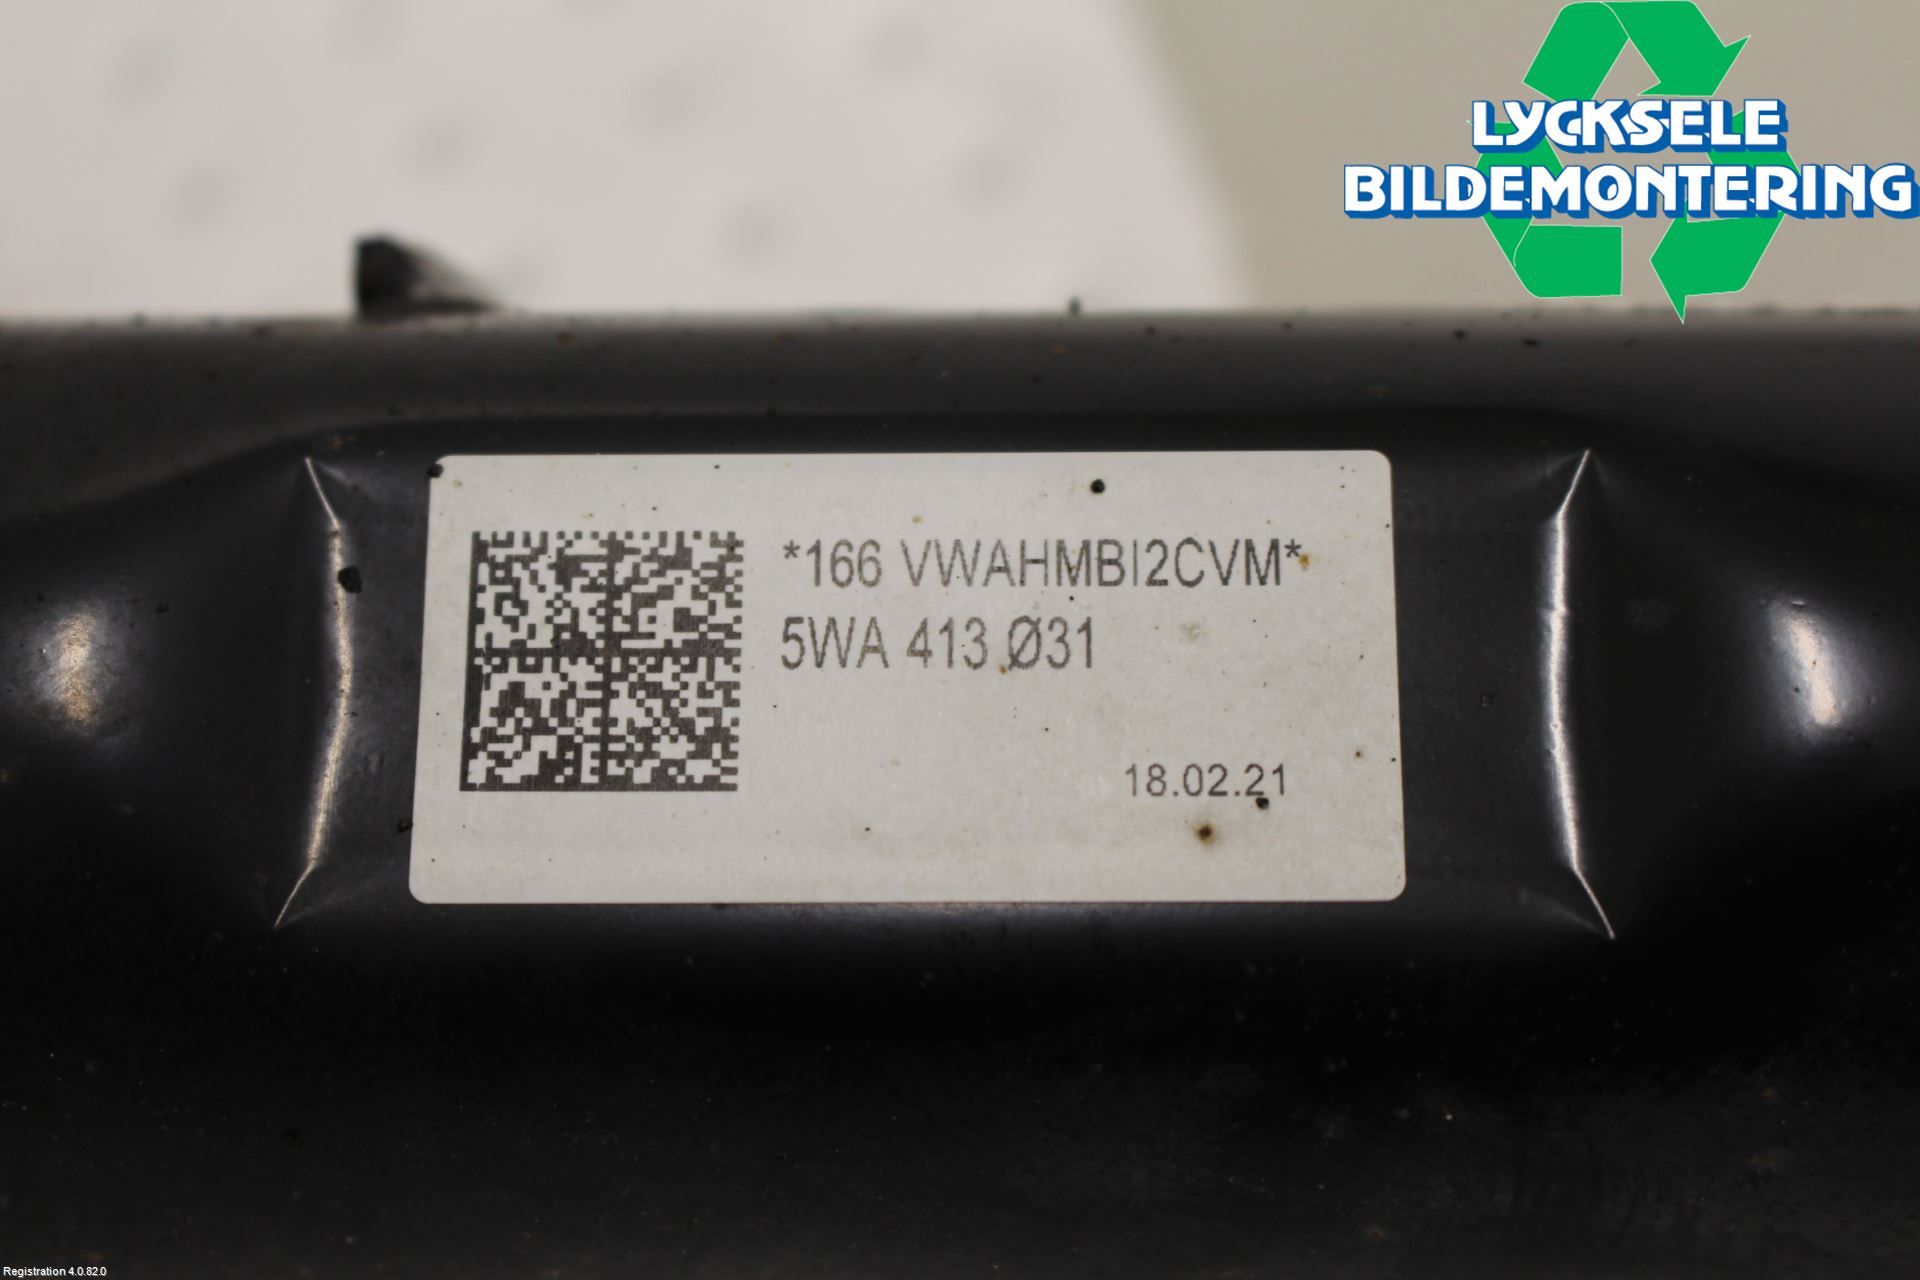 LYCKSELE
BILDEMONTERING
*166 VWAHMBI2CVM*
5WA 413 Ø31
18.02.21
Registration 4.0.82.0